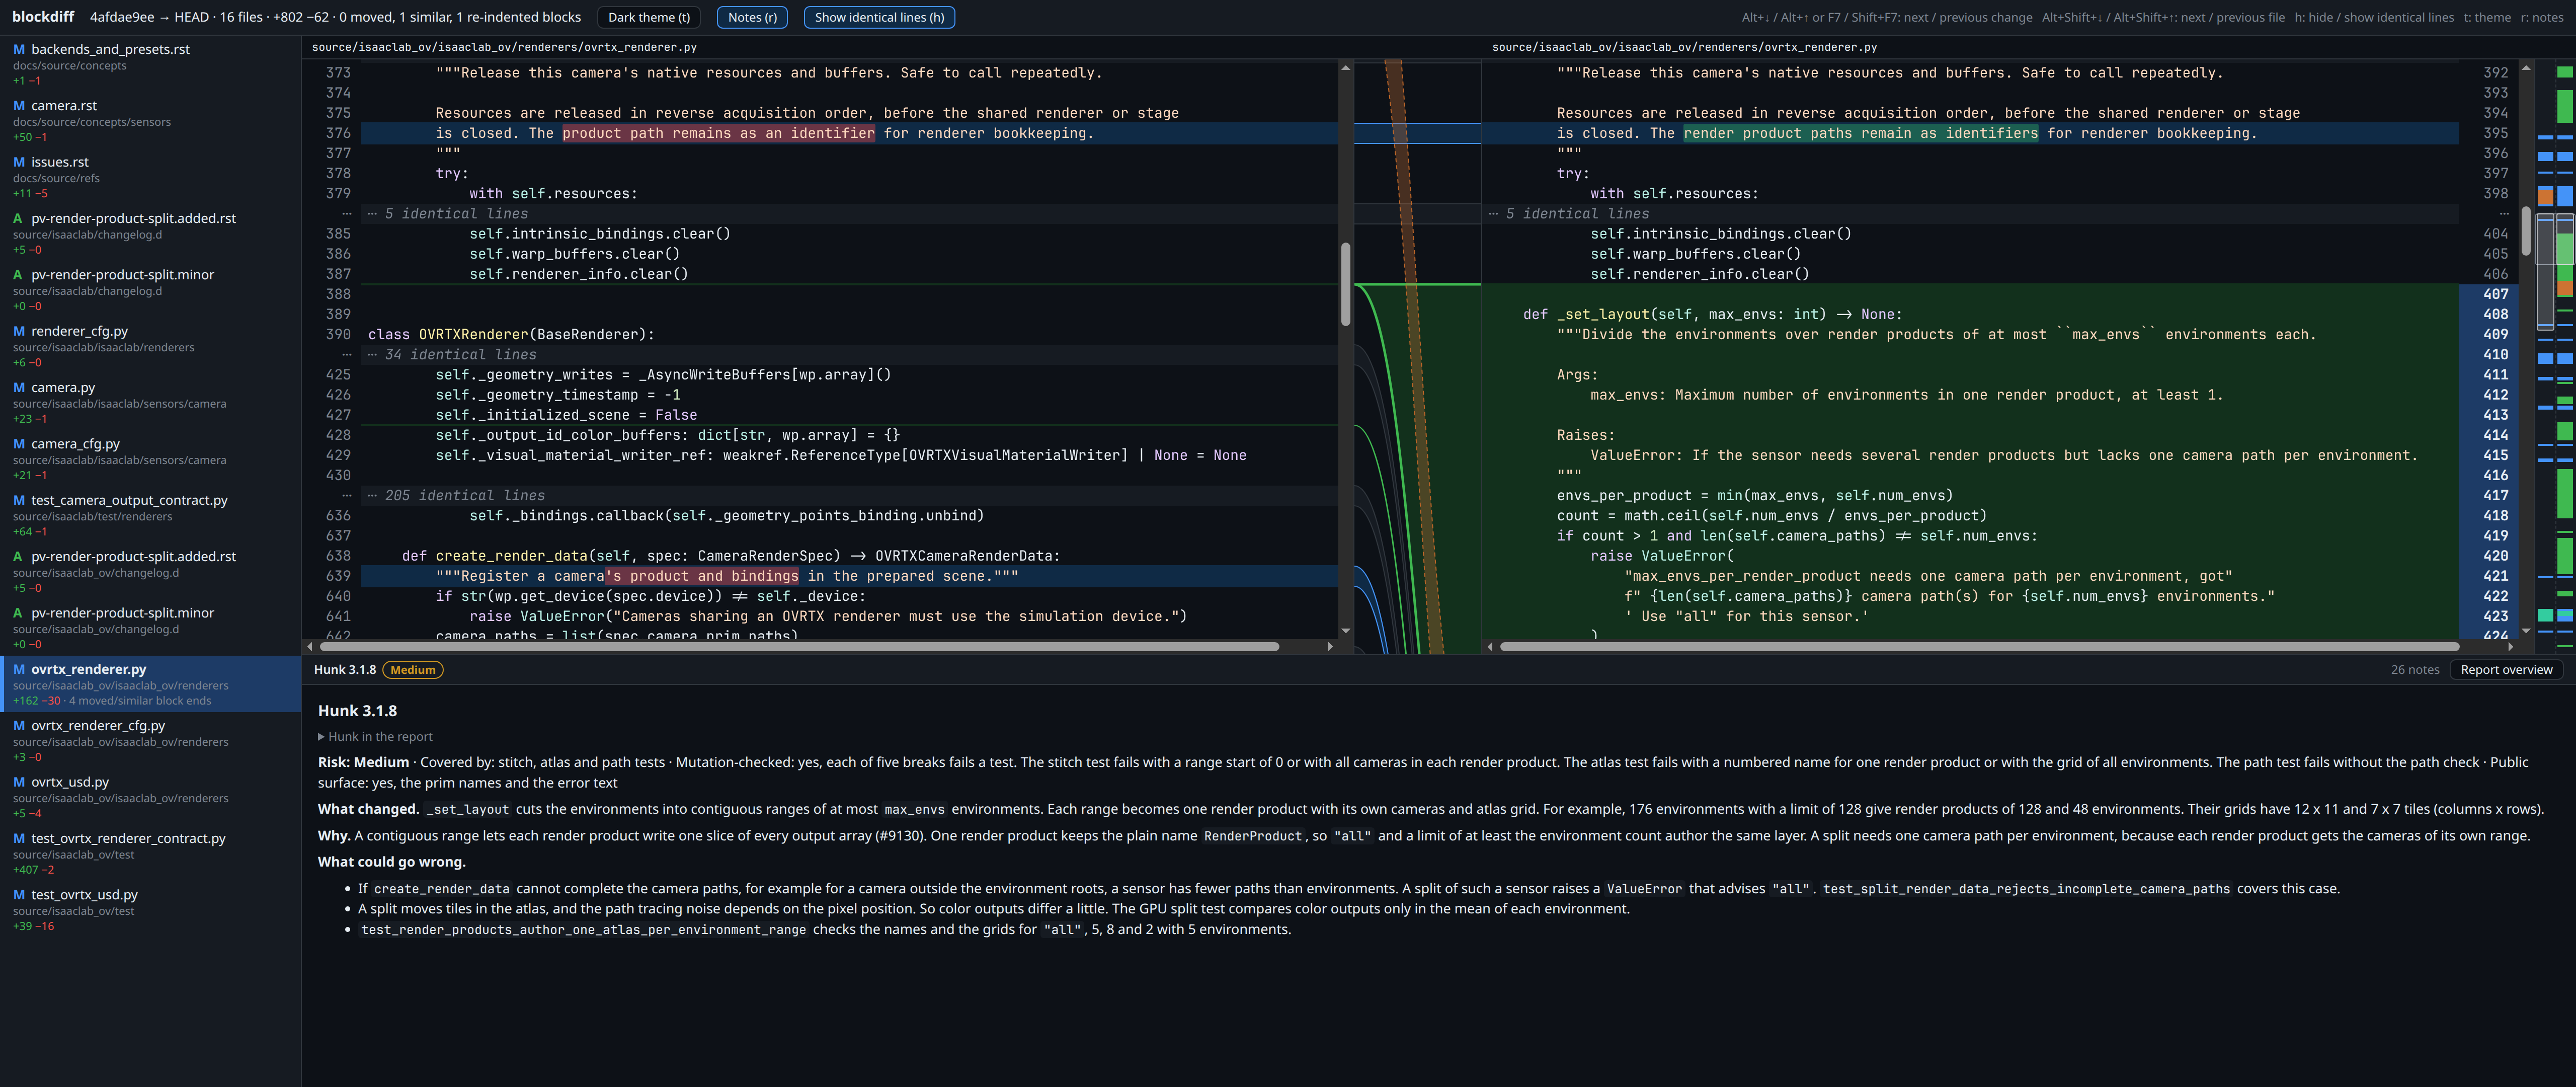 blockdiff 4afdae9ee → HEAD · 16 files · +802 −62 · 0 moved, 1 similar, 1 re-indented blocks Dark theme (t) Notes (r) Show identical lines (h) Alt+↓ / Alt+↑ or F7 / Shift+F7: next / previous change Alt+Shift+↓ / Alt+Shift+↑: next / previous file h: hide / show identical lines t: theme r: notes
M backends_and_presets.rst
docs/source/concepts
+1 −1
M camera.rst
docs/source/concepts/sensors
+50 −1
M issues.rst
docs/source/refs
+11 −5
A pv-render-product-split.added.rst
source/isaaclab/changelog.d
+5 −0
A pv-render-product-split.minor
source/isaaclab/changelog.d
+0 −0
M renderer_cfg.py
source/isaaclab/isaaclab/renderers
+6 −0
M camera.py
source/isaaclab/isaaclab/sensors/camera
+23 −1
M camera_cfg.py
source/isaaclab/isaaclab/sensors/camera
+21 −1
M test_camera_output_contract.py
source/isaaclab/test/renderers
+64 −1
A pv-render-product-split.added.rst
source/isaaclab_ov/changelog.d
+5 −0
A pv-render-product-split.minor
source/isaaclab_ov/changelog.d
+0 −0
M ovrtx_renderer.py
source/isaaclab_ov/isaaclab_ov/renderers
+162 −30 · 4 moved/similar block ends
M ovrtx_renderer_cfg.py
source/isaaclab_ov/isaaclab_ov/renderers
+3 −0
M ovrtx_usd.py
source/isaaclab_ov/isaaclab_ov/renderers
+5 −4
M test_ovrtx_renderer_contract.py
source/isaaclab_ov/test
+407 −2
M test_ovrtx_usd.py
source/isaaclab_ov/test
+39 −16
source/isaaclab_ov/isaaclab_ov/renderers/ovrtx_renderer.py
373 """Release this camera's native resources and buffers. Safe to call repeatedly.
374
375 Resources are released in reverse acquisition order, before the shared renderer or stage
376 is closed. The product path remains as an identifier for renderer bookkeeping.
377 """
378 try:
379 with self.resources:
⋯ ⋯ 5 identical lines
385 self.intrinsic_bindings.clear()
386 self.warp_buffers.clear()
387 self.renderer_info.clear()
388
389
390 class OVRTXRenderer(BaseRenderer):
⋯ ⋯ 34 identical lines
425 self._geometry_writes = _AsyncWriteBuffers[wp.array]()
426 self._geometry_timestamp = -1
427 self._initialized_scene = False
428 self._output_id_color_buffers: dict[str, wp.array] = {}
429 self._visual_material_writer_ref: weakref.ReferenceType[OVRTXVisualMaterialWriter] | None = None
430
⋯ ⋯ 205 identical lines
636 self._bindings.callback(self._geometry_points_binding.unbind)
637
638 def create_render_data(self, spec: CameraRenderSpec) -> OVRTXCameraRenderData:
639 """Register a camera's product and bindings in the prepared scene."""
640 if str(wp.get_device(spec.device)) != self._device:
641 raise ValueError("Cameras sharing an OVRTX renderer must use the simulation device.")
642 camera_paths = list(spec.camera_prim_paths)
source/isaaclab_ov/isaaclab_ov/renderers/ovrtx_renderer.py
"""Release this camera's native resources and buffers. Safe to call repeatedly. 392
393
Resources are released in reverse acquisition order, before the shared renderer or stage 394
is closed. The render product paths remain as identifiers for renderer bookkeeping. 395
""" 396
try: 397
with self.resources: 398
⋯ 5 identical lines ⋯
self.intrinsic_bindings.clear() 404
self.warp_buffers.clear() 405
self.renderer_info.clear() 406
407
def _set_layout(self, max_envs: int) -> None: 408
"""Divide the environments over render products of at most ``max_envs`` environments each. 409
410
Args: 411
max_envs: Maximum number of environments in one render product, at least 1. 412
413
Raises: 414
ValueError: If the sensor needs several render products but lacks one camera path per environment. 415
""" 416
envs_per_product = min(max_envs, self.num_envs) 417
count = math.ceil(self.num_envs / envs_per_product) 418
if count > 1 and len(self.camera_paths) != self.num_envs: 419
raise ValueError( 420
"max_envs_per_render_product needs one camera path per environment, got" 421
f" {len(self.camera_paths)} camera path(s) for {self.num_envs} environments." 422
' Use "all" for this sensor.' 423
) 424
Hunk 3.1.8 Medium 26 notes Report overview
Hunk 3.1.8
▶ Hunk in the report
Risk: Medium · Covered by: stitch, atlas and path tests · Mutation-checked: yes, each of five breaks fails a test. The stitch test fails with a range start of 0 or with all cameras in each render product. The atlas test fails with a numbered name for one render product or with the grid of all environments. The path test fails without the path check · Public
surface: yes, the prim names and the error text
What changed. _set_layout cuts the environments into contiguous ranges of at most max_envs environments. Each range becomes one render product with its own cameras and atlas grid. For example, 176 environments with a limit of 128 give render products of 128 and 48 environments. Their grids have 12 x 11 and 7 x 7 tiles (columns x rows).
Why. A contiguous range lets each render product write one slice of every output array (#9130). One render product keeps the plain name RenderProduct, so "all" and a limit of at least the environment count author the same layer. A split needs one camera path per environment, because each render product gets the cameras of its own range.
What could go wrong.
• If create_render_data cannot complete the camera paths, for example for a camera outside the environment roots, a sensor has fewer paths than environments. A split of such a sensor raises a ValueError that advises "all". test_split_render_data_rejects_incomplete_camera_paths covers this case.
• A split moves tiles in the atlas, and the path tracing noise depends on the pixel position. So color outputs differ a little. The GPU split test compares color outputs only in the mean of each environment.
• test_render_products_author_one_atlas_per_environment_range checks the names and the grids for "all", 5, 8 and 2 with 5 environments.